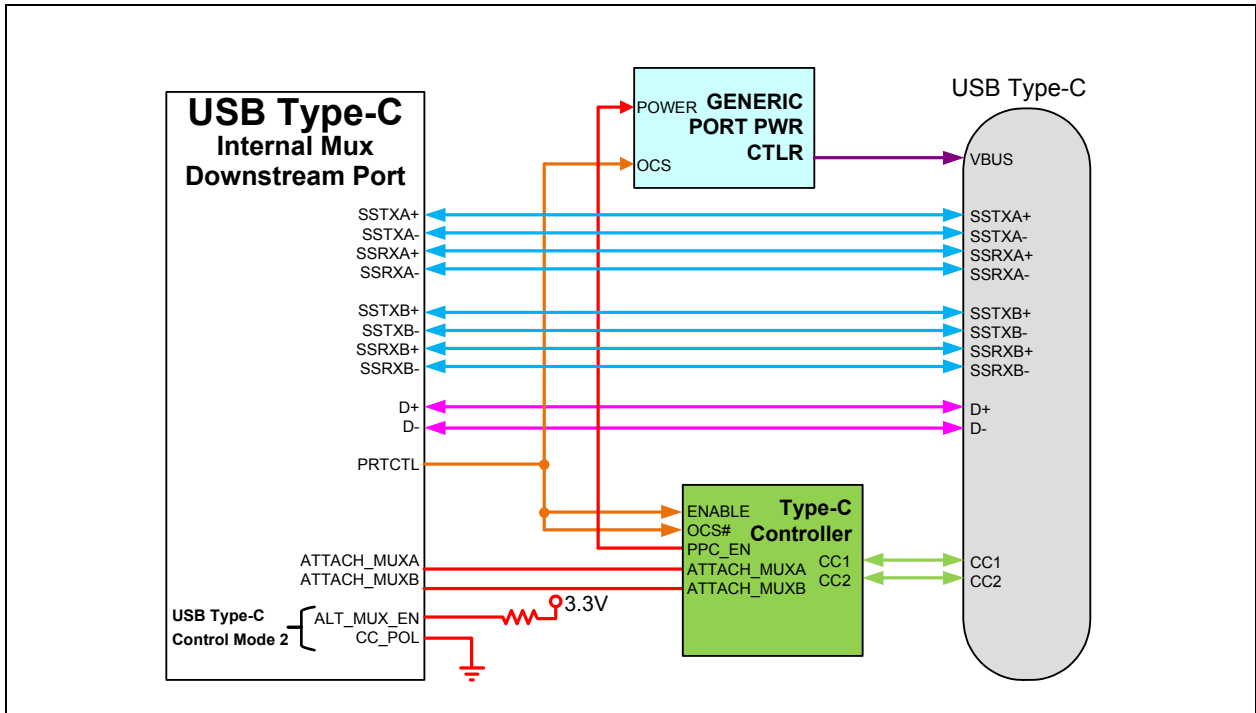 USB Type-C
Internal Mux
Downstream Port
SSTXA+
SSTXA-
SSRXA+
SSRXA-
SSTXB+
SSTXB-
SSRXB+
SSRXB-
D+
D-
PRTCTL
ATTACH_MUXA
ATTACH_MUXB
USB Type-C
Control Mode 2
ALT_MUX_EN
CC_POL
3.3V
POWER
OCS
GENERIC
PORT PWR
CTLR
ENABLE
OCS#
PPC_EN
ATTACH_MUXA
ATTACH_MUXB
Type-C
Controller
CC1
CC2
USB Type-C
VBUS
SSTXA+
SSTXA-
SSRXA+
SSRXA-
SSTXB+
SSTXB-
SSRXB+
SSRXB-
D+
D-
CC1
CC2